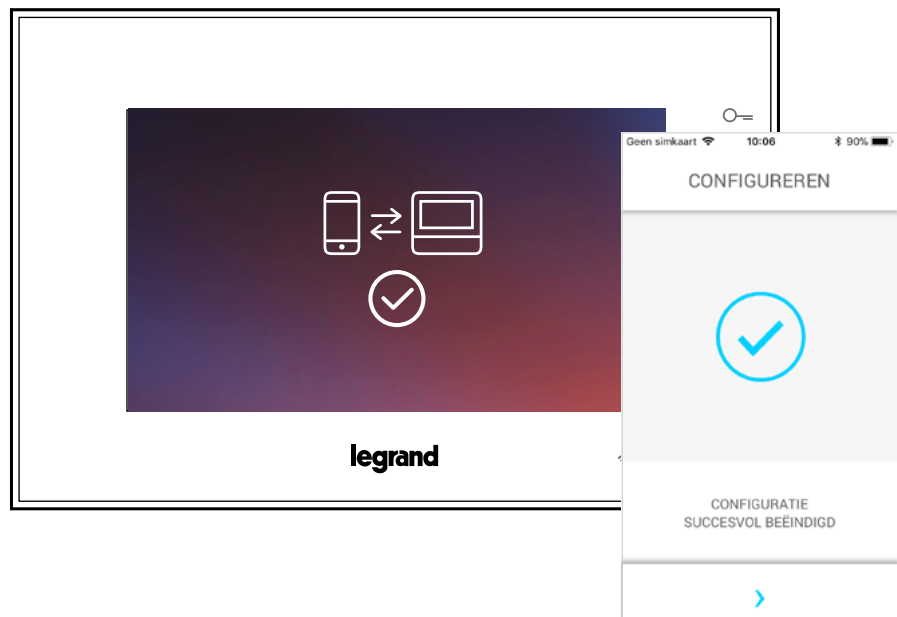 Geen simkaart 10:06 90%
CONFIGUREREN
legrand
CONFIGURATIE
SUCCESVOL BEËINDIGD